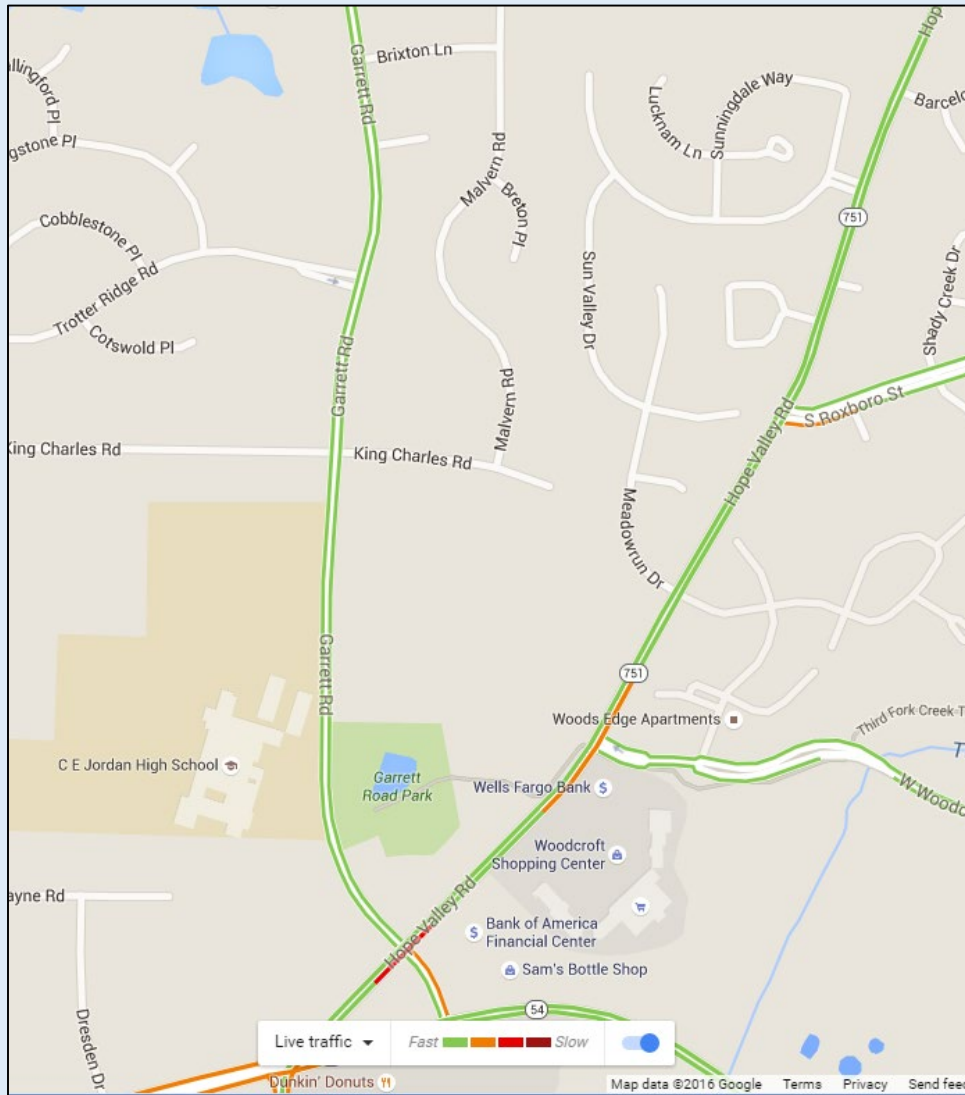 Hop
Garrett Rd
Brixton Ln
Sunningdale Way
Lucknam Ln
Barcelo
allingford Pl
gstone Pl
Malvern Rd
Breton Pl
751
Cobblestone Pl
Sun Valley Dr
Shady Creek Dr
Trotter Ridge Rd
Cotswold Pl
Garrett Rd
Malvern Rd
S Roxboro St
King Charles Rd
King Charles Rd
Hope Valley Rd
Meadowrun Dr
Garrett Rd
751
Woods Edge Apartments
Third Fork Creek T
T
C E Jordan High School
Garrett
Road Park
Wells Fargo Bank
$
W Woodc
Woodcroft
Shopping Center
ayne Rd
Hope Valley Rd
$
Bank of America
Financial Center
Sam's Bottle Shop
Dresden Dr
54
Live traffic
Fast
Slow
Dunkin' Donuts
Map data ©2016 Google
Terms
Privacy
Send feed